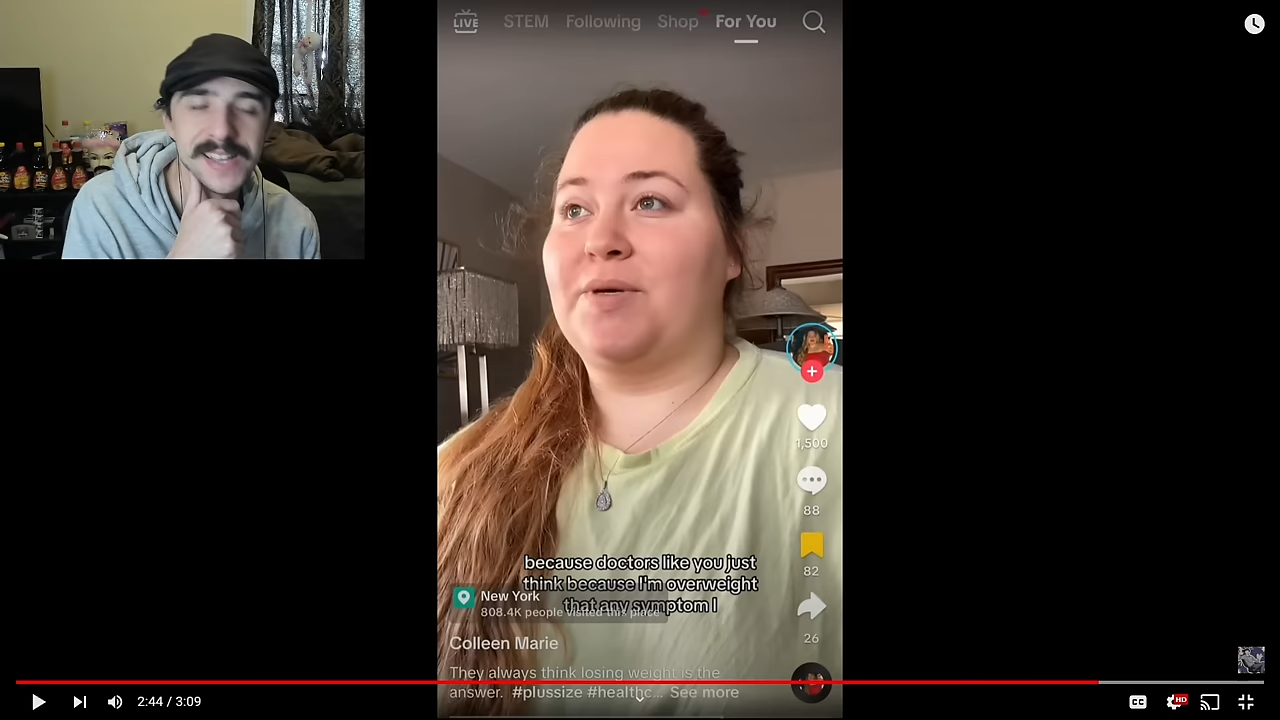 LIVE STEM Following Shop For You
1,500
because doctors like you just
88
think because I'm overweight
that any symptom I
New York
808.4K people visited this place
82
26
Colleen Marie
They always think losing weight is the
answer. #plussize #healthc... See more
2:44 / 3:09
CC
HD